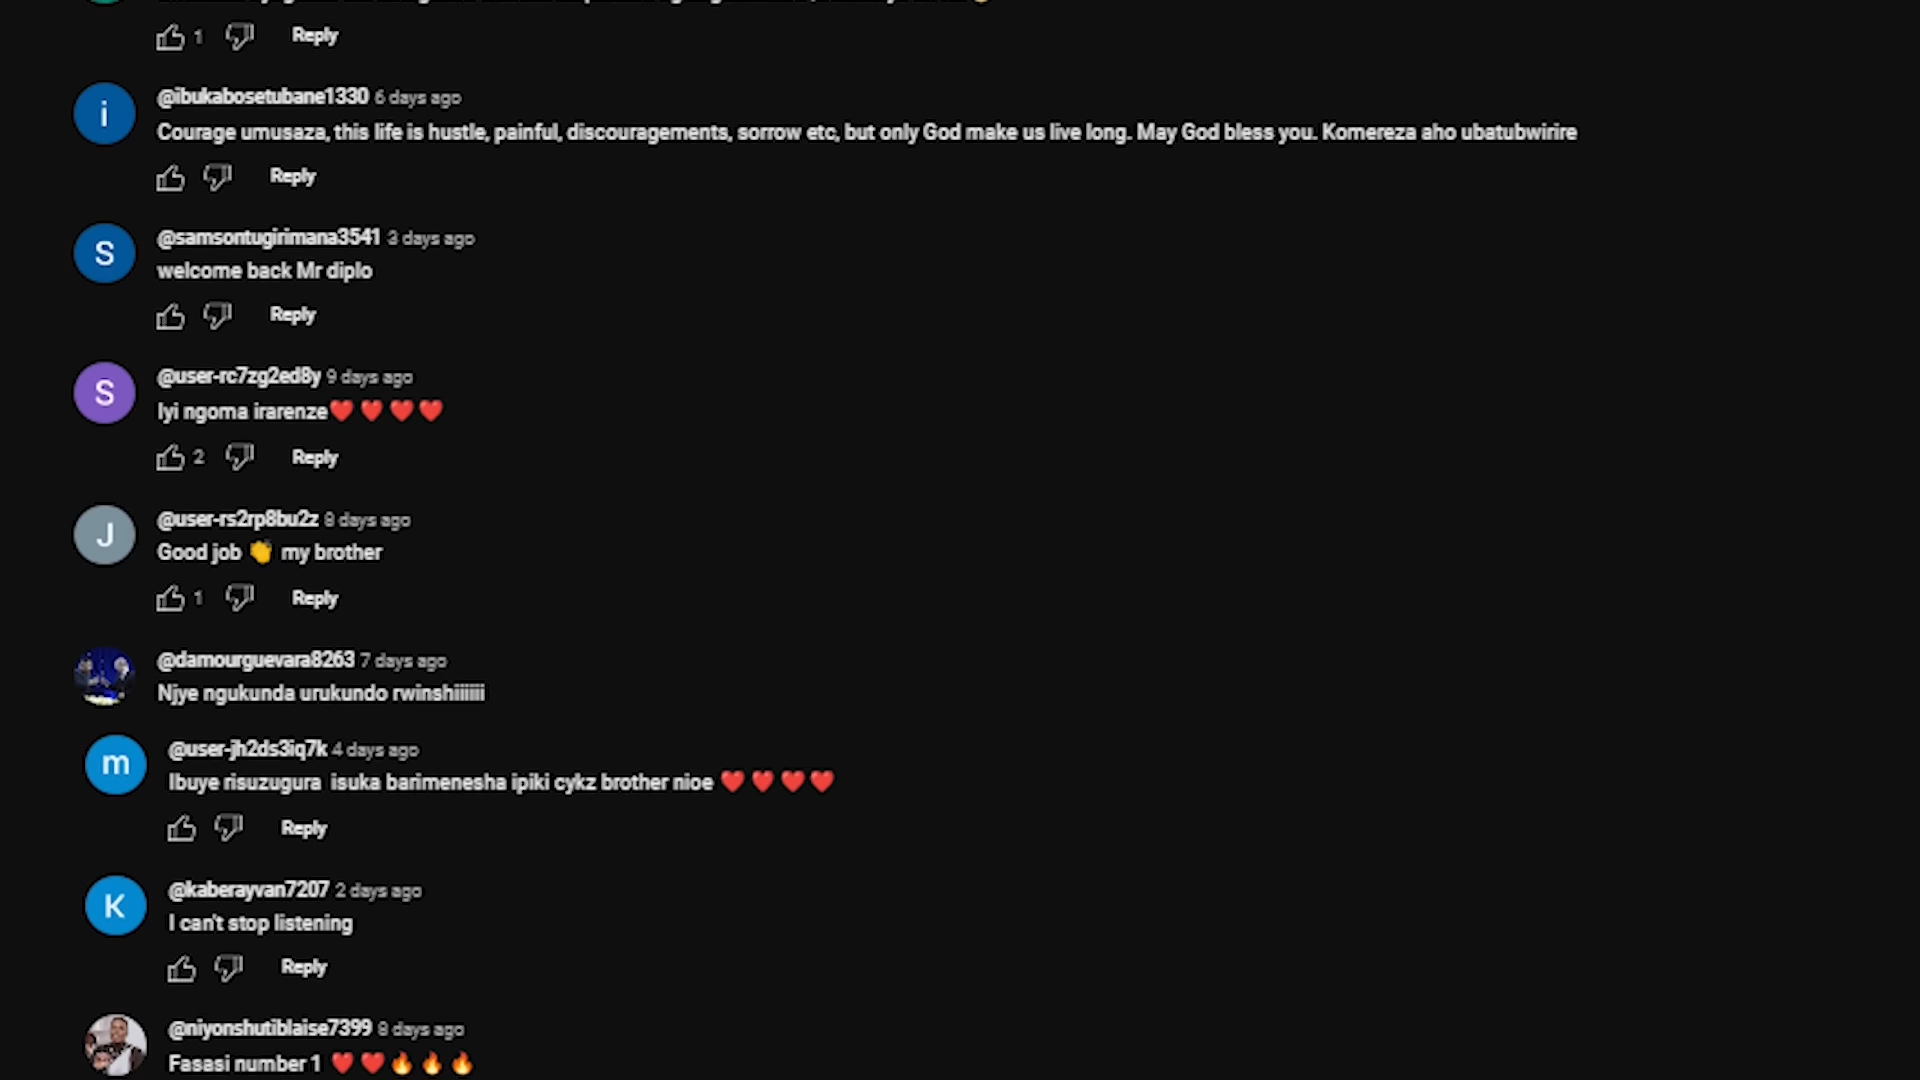 1 Reply
i @ibukabosetubane1330 6 days ago
Courage umusaza, this life is hustle, painful, discouragements, sorrow etc, but only God make us live long. May God bless you. Komereza aho ubatubwirire
Reply
S @samsontugirimana3541 3 days ago
welcome back Mr diplo
Reply
S @user-rc7zg2ed8y 9 days ago
Iyi ngoma irarenze❤️❤️❤️❤️
2 Reply
J @user-rs2rp8bu2z 8 days ago
Good job 👏 my brother
1 Reply
@damourguevara8263 7 days ago
Njye ngukunda urukundo rwinshiiiiiii
m @user-jh2ds3iq7k 4 days ago
Ibuye risuzugura isuka barimenesha ipiki cykz brother nioe ❤️❤️❤️❤️
Reply
K @kaberayvan7207 2 days ago
I can't stop listening
Reply
@niyonshutiblaise7399 8 days ago
Fasasi number 1 ❤️❤️🔥🔥🔥